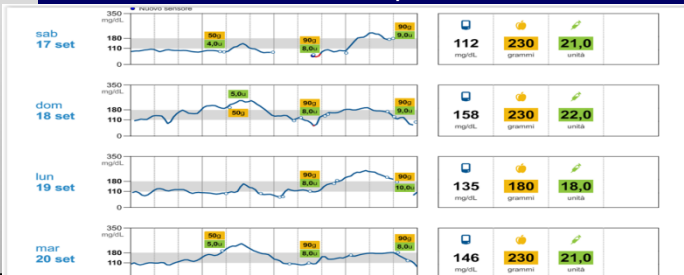 Nuovo sensore
350
mg/dL
180
110
0
sab
17 set
50g
4,0u
90g
8,0u
90g
9,0u
112
mg/dL
230
grammi
21,0
unità
350
mg/dL
180
110
0
dom
18 set
5,0u
50g
90g
8,0u
90g
9,0u
158
mg/dL
230
grammi
22,0
unità
350
mg/dL
180
110
0
lun
19 set
90g
8,0u
90g
10,0u
135
mg/dL
180
grammi
18,0
unità
350
mg/dL
180
110
mar
20 set
50g
5,0u
90g
8,0u
90g
8,0u
146
mg/dL
230
grammi
21,0
unità